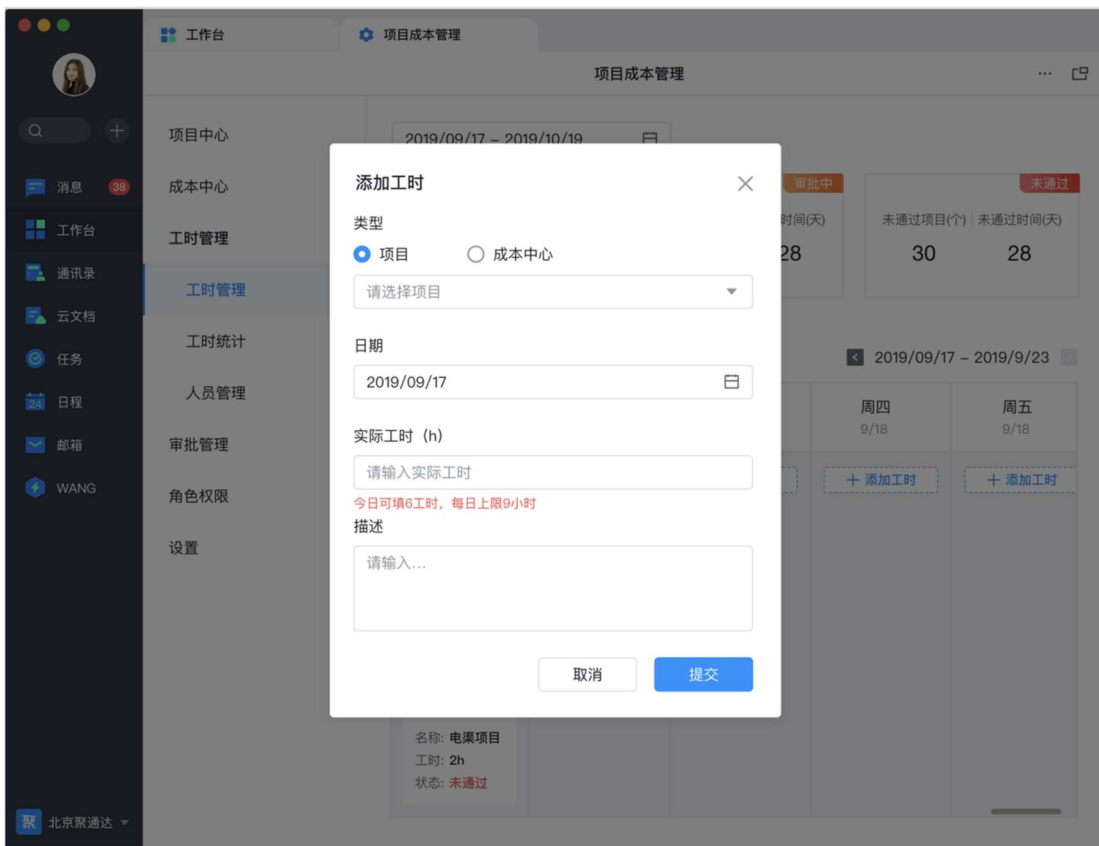 工作台
项目成本管理
项目成本管理
消息 38
工作台
通讯录
云文档
任务
24 日程
邮箱
WANG
聚 北京聚通达
项目中心
成本中心
工时管理
工时管理
工时统计
人员管理
审批管理
角色权限
设置
2019/09/17 – 2019/10/19
审批中
时间(天)
28
未通过
未通过项目(个) 未通过时间(天)
30 28
2019/09/17 – 2019/9/23
周四 周五
9/18 9/18
+ 添加工时 + 添加工时
添加工时
类型
项目 成本中心
请选择项目
日期
2019/09/17
实际工时(h)
请输入实际工时
今日可填6工时,每日上限9小时
描述
请输入...
取消 提交
名称: 电渠项目
工时: 2h
状态: 未通过